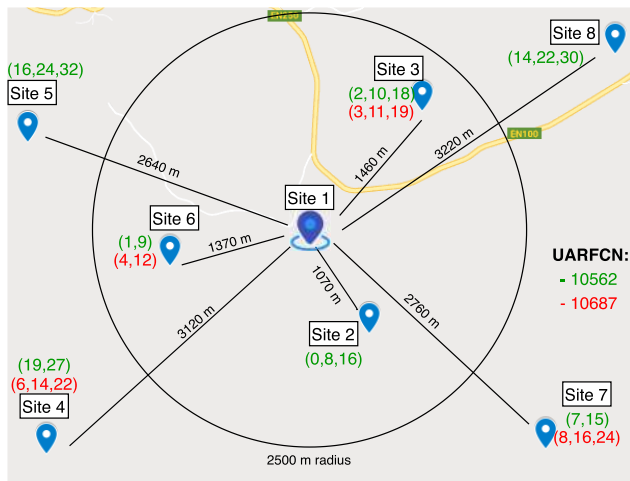 EN250
Site 8
(14,22,30)
Site 3
(2,10,18)
(3,11,19)
(16,24,32)
Site 5
EN100
3220 m
1460 m
2640 m
Site 1
Site 6
(1,9)
(4,12)
1370 m
1070 m
2760 m
3120 m
UARFCN:
- 10562
- 10687
Site 2
(0,8,16)
(19,27)
(6,14,22)
Site 4
Site 7
(7,15)
(8,16,24)
2500 m radius